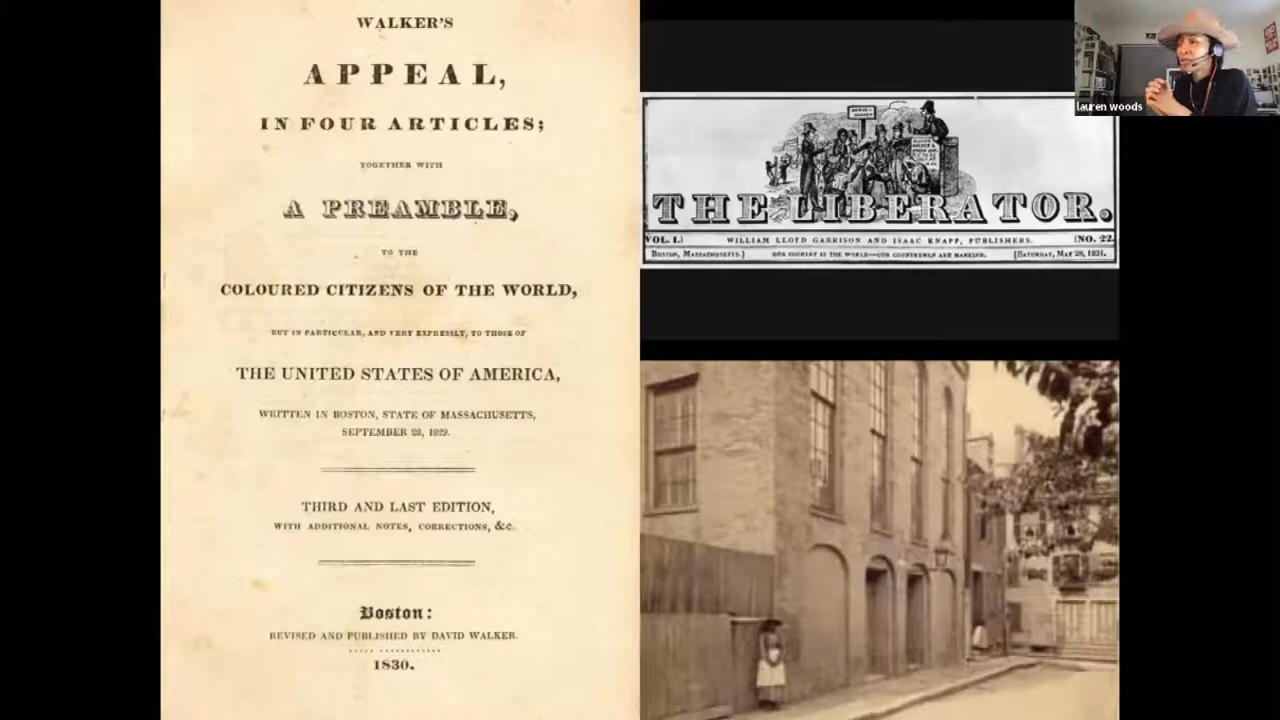 WALKER'S
APPEAL,
IN FOUR ARTICLES;
TOGETHER WITH
A PREAMBLE,
TO THE
COLOURED CITIZENS OF THE WORLD,
BUT IN PARTICULAR, AND VERY EXPRESSLY, TO THOSE OF
THE UNITED STATES OF AMERICA,
WRITTEN IN BOSTON, STATE OF MASSACHUSETTS,
SEPTEMBER 28, 1829.
THIRD AND LAST EDITION,
WITH ADDITIONAL NOTES, CORRECTIONS, &c.
Boston:
REVISED AND PUBLISHED BY DAVID WALKER.
1830.
THE LIBERATOR.
VOL. I.] WILLIAM LLOYD GARRISON AND ISAAC KNAPP, PUBLISHERS. [NO. 22.
Boston, Massachusetts.] OUR COUNTRY IS THE WORLD—OUR COUNTRYMEN ARE MANKIND. [Saturday, May 28, 1831.
lauren woods